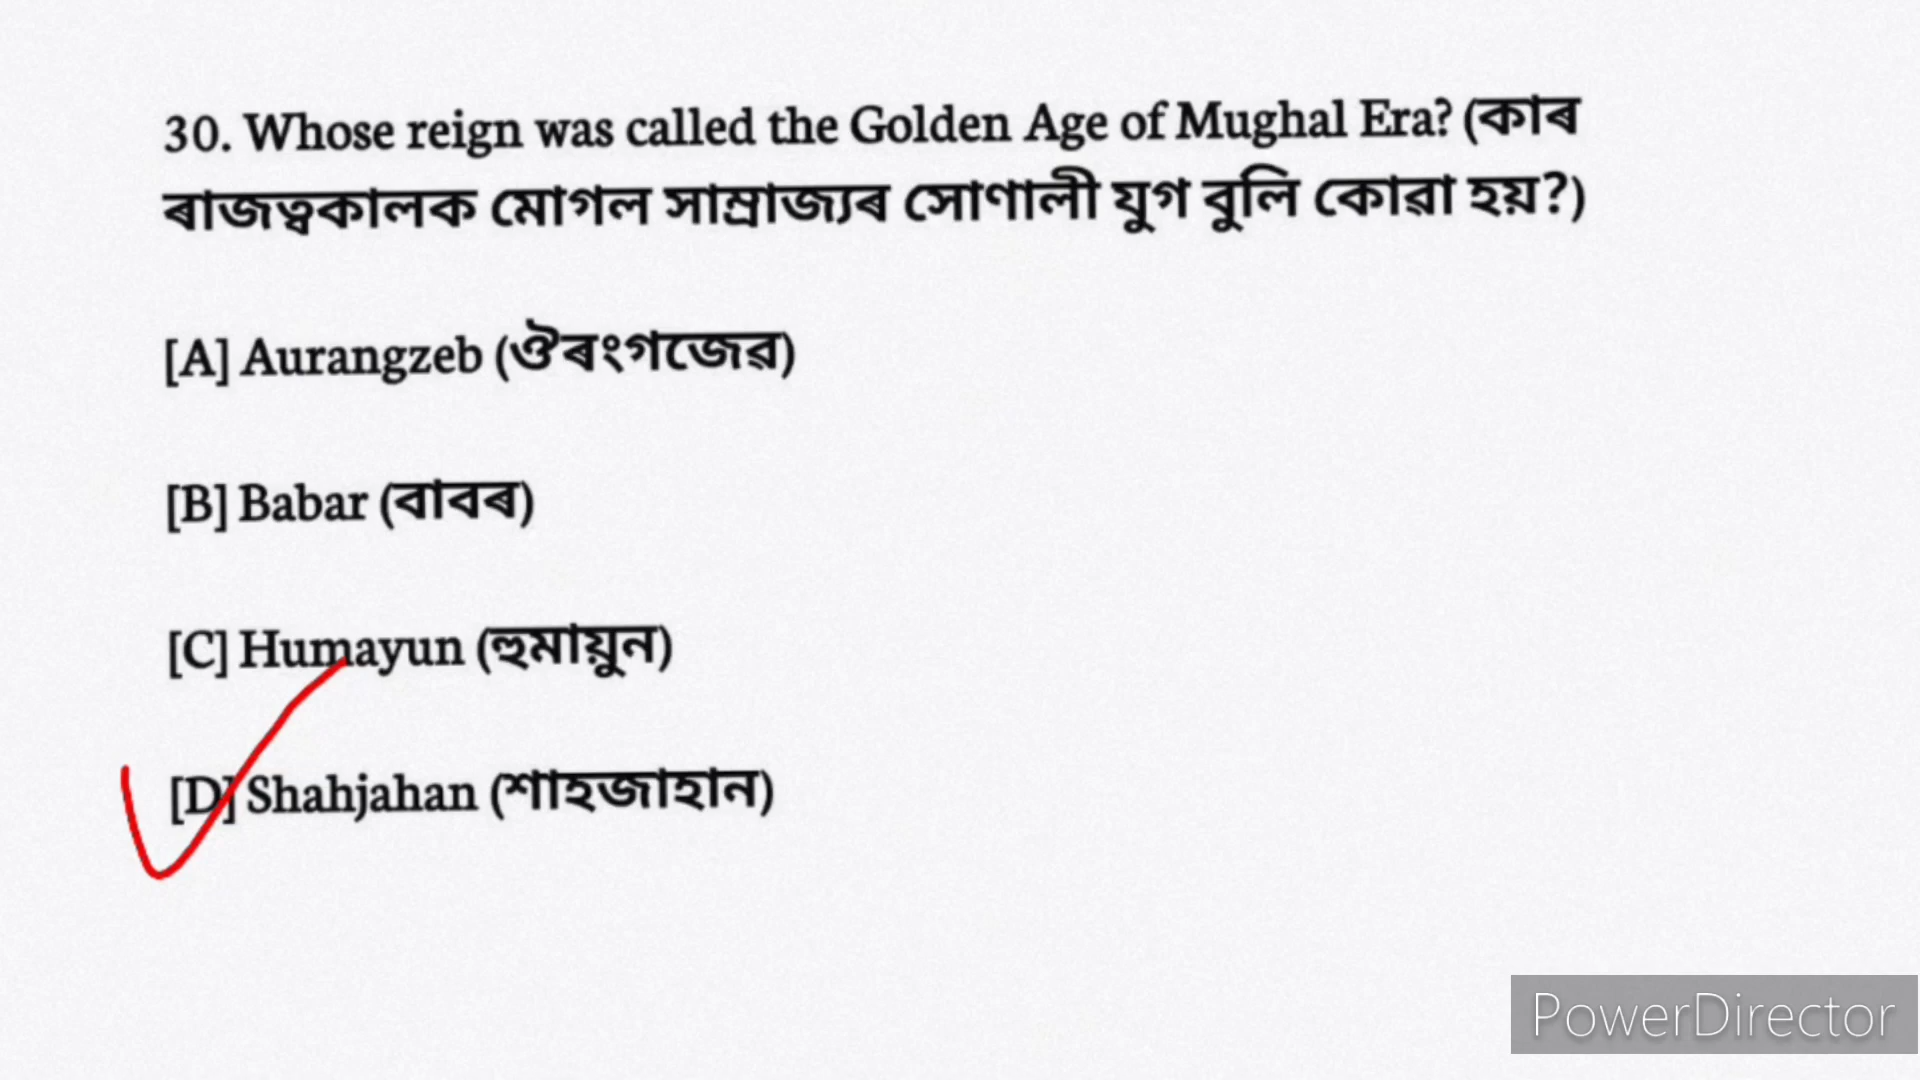 30. Whose reign was called the Golden Age of Mughal Era? (কাৰ
ৰাজত্বকালক মোগল সাম্ৰাজ্যৰ সোণালী যুগ বুলি কোৱা হয়?)
[A] Aurangzeb (ঔৰংগজেৱ)
[B] Babar (বাবৰ)
[C] Humayun (হুমায়ুন)
[D] Shahjahan (শাহজাহান)
PowerDirector